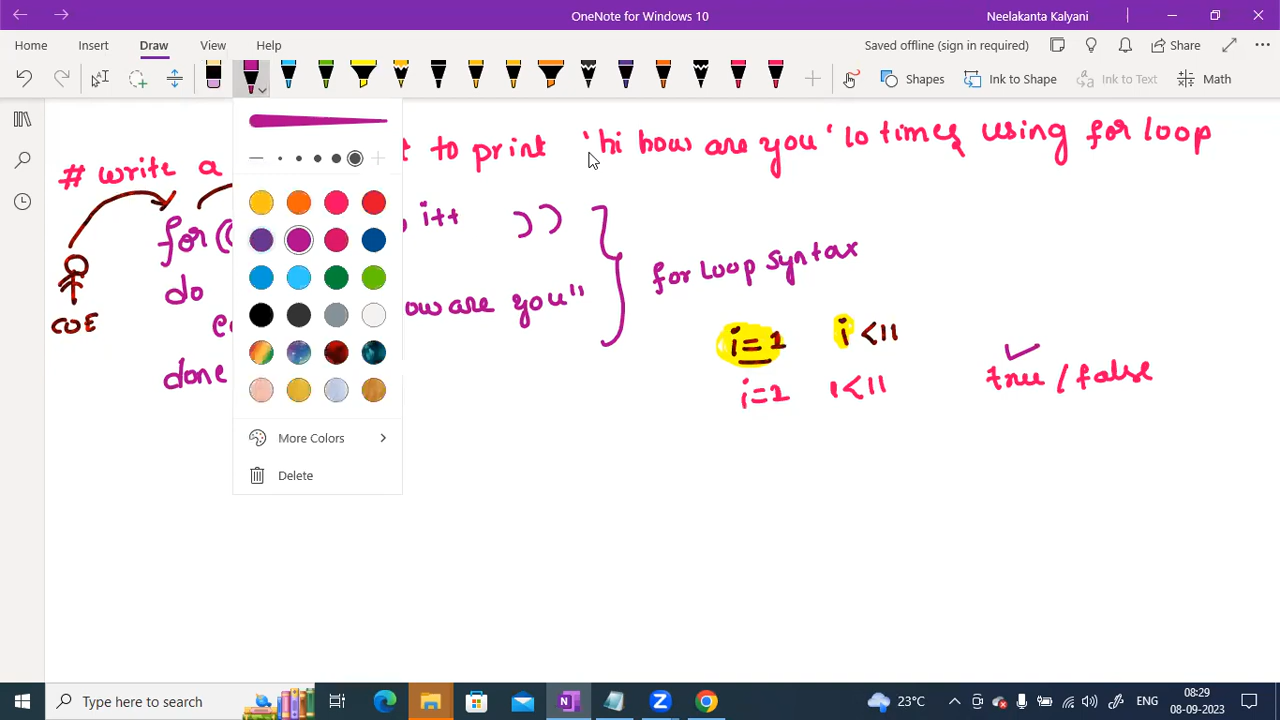 OneNote for Windows 10
Neelakanta Kalyani
Home Insert Draw View Help
Saved offline (sign in required)
Share
Shapes
Ink to Shape
Ink to Text
Math
# write a
t to print 'hi how are you' 10 times using for loop
for(( i++ ))
do
ow are you"
done
for loop syntax
COE
i=1 i<11
i=2 i<11
true / false
More Colors
Delete
Type here to search
23°C
ENG
08:29
08-09-2023